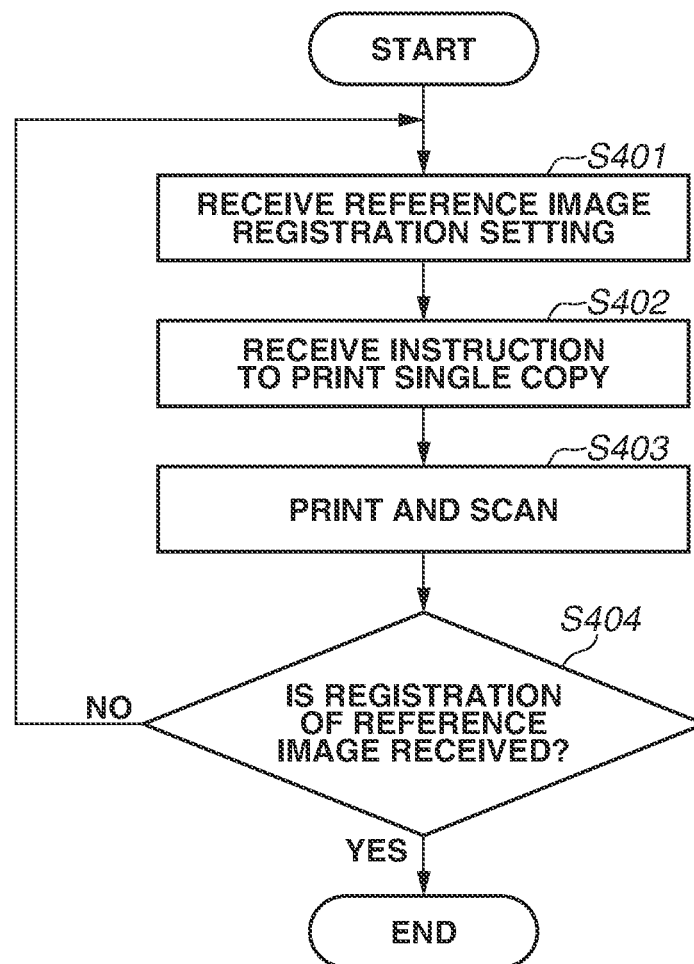 START
S401
RECEIVE REFERENCE IMAGE
REGISTRATION SETTING
S402
RECEIVE INSTRUCTION
TO PRINT SINGLE COPY
S403
PRINT AND SCAN
S404
IS REGISTRATION
OF REFERENCE
IMAGE RECEIVED?
NO
YES
END